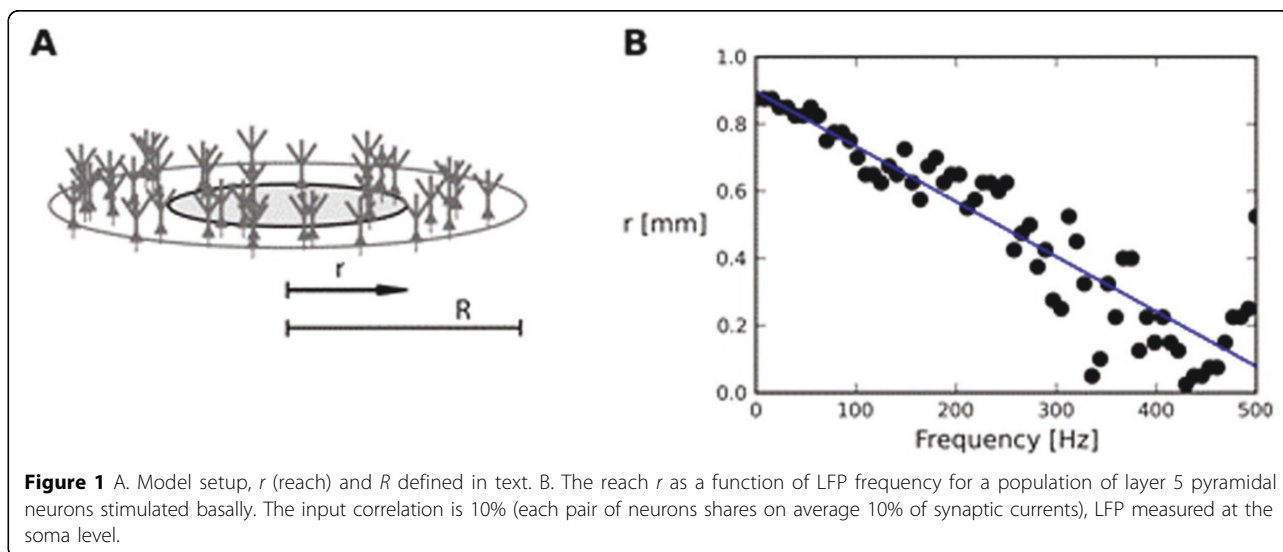 A
r
R
B
1.0
0.8
0.6
r [mm]
0.4
0.2
0.0
0 100 200 300 400 500
Frequency [Hz]
Figure 1 A. Model setup, r (reach) and R defined in text. B. The reach r as a function of LFP frequency for a population of layer 5 pyramidal
neurons stimulated basally. The input correlation is 10% (each pair of neurons shares on average 10% of synaptic currents), LFP measured at the
soma level.